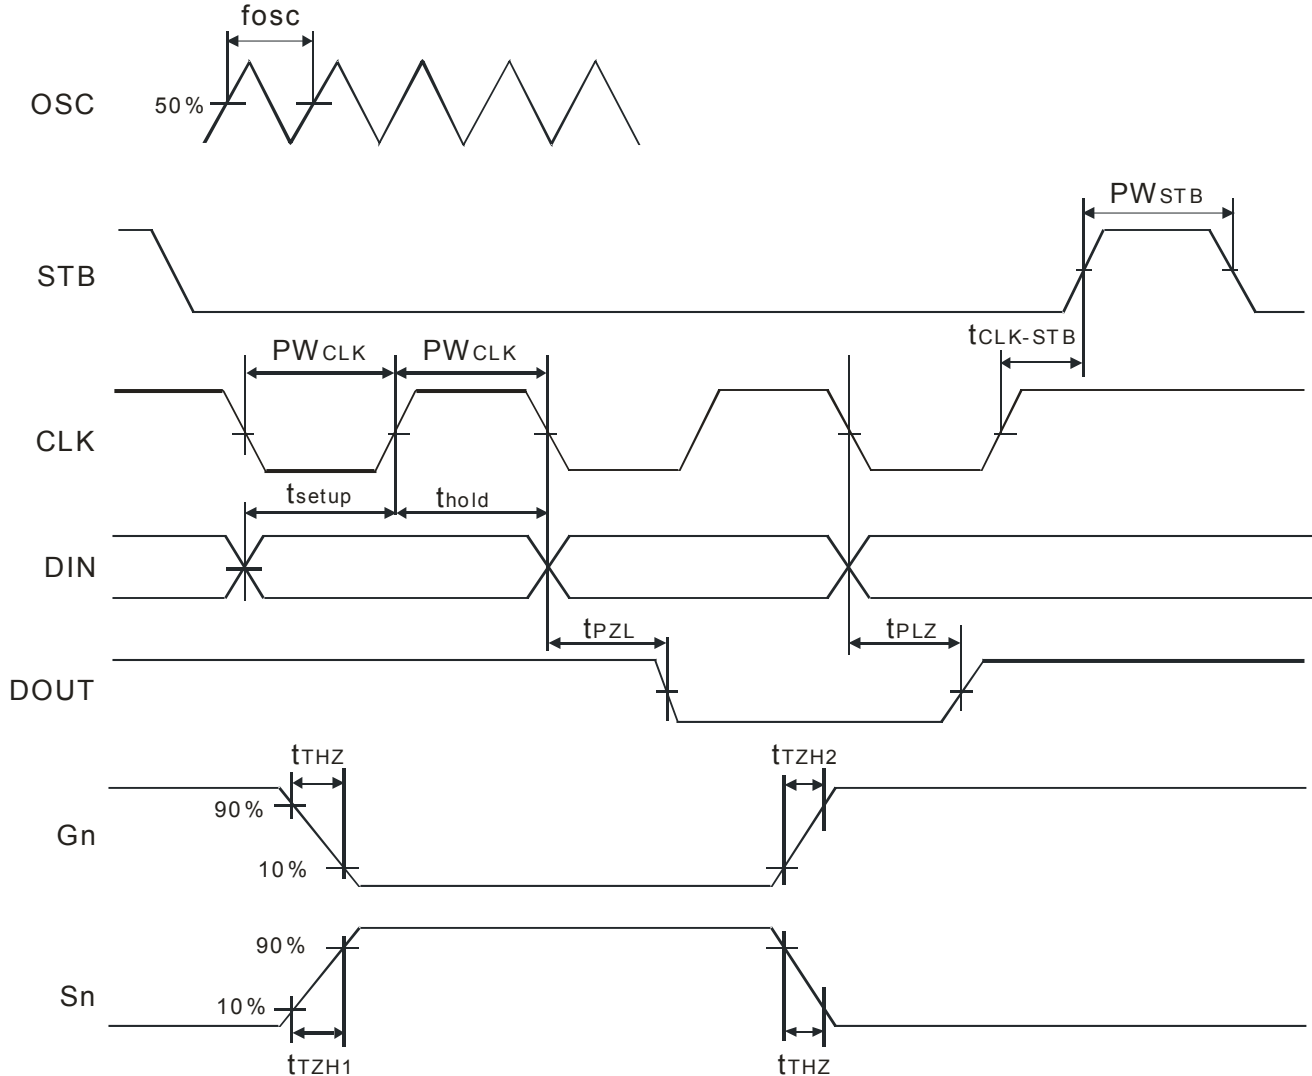 fosc
OSC
50%
PWSTB
STB
tCLK-STB
PWCLK
PWCLK
CLK
tsetup
thold
DIN
tPZL
tPLZ
DOUT
tTHZ
tTZH2
90%
Gn
10%
90%
Sn
10%
tTZH1
tTHZ